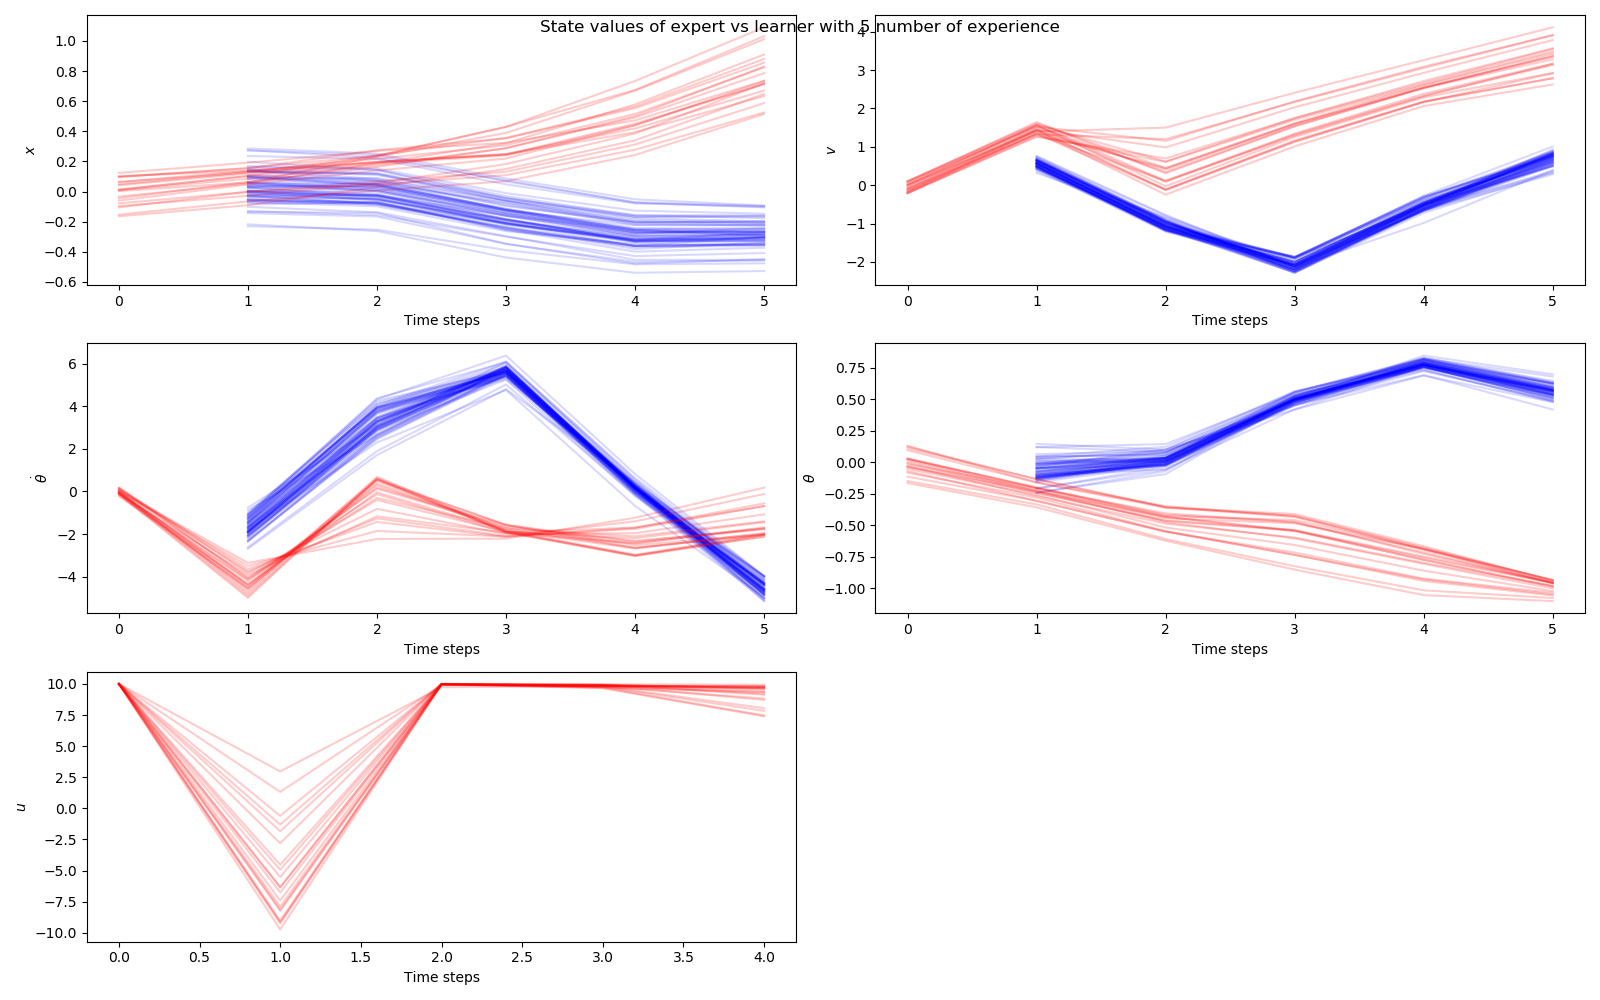 State values of expert vs learner with 5 number of experience
1.0
0.8
0.6
0.4
0.2
0.0
−0.2
−0.4
−0.6
x
0 1 2 3 4 5
Time steps
4
3
2
1
0
−1
−2
v
0 1 2 3 4 5
Time steps
6
4
2
0
−2
−4
θ̇
0 1 2 3 4 5
Time steps
0.75
0.50
0.25
0.00
−0.25
−0.50
−0.75
−1.00
θ
0 1 2 3 4 5
Time steps
10.0
7.5
5.0
2.5
0.0
−2.5
−5.0
−7.5
−10.0
u
0.0 0.5 1.0 1.5 2.0 2.5 3.0 3.5 4.0
Time steps